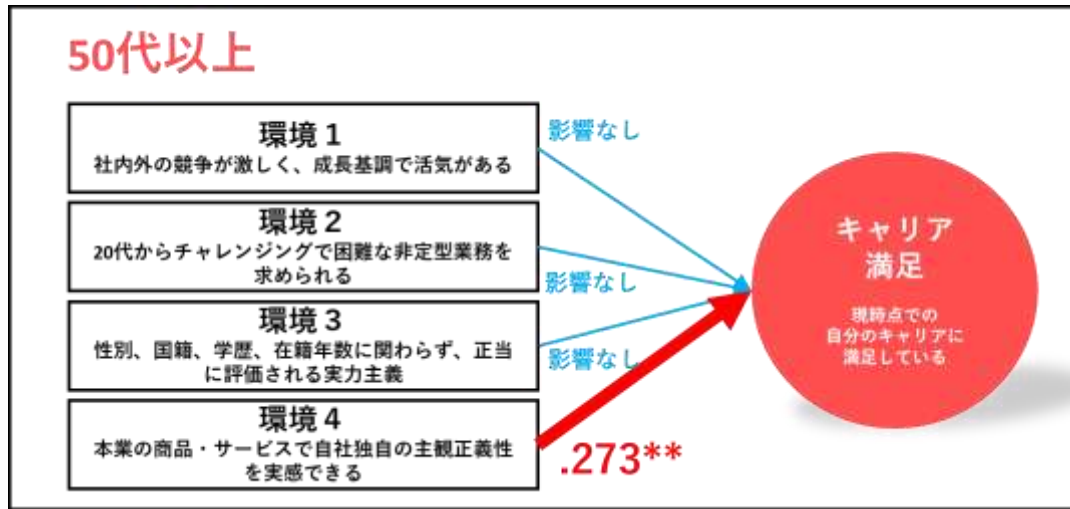 50代以上
環境1
社内外の競争が激しく、成長基調で活気がある
影響なし
環境2
20代からチャレンジングで困難な非定型業務を
求められる
影響なし
環境3
性別、国籍、学歴、在籍年数に関わらず、正当
に評価される実力主義
影響なし
環境4
本業の商品・サービスで自社独自の主観正義性
を実感できる
.273**
キャリア
満足
現時点での
自分のキャリアに
満足している